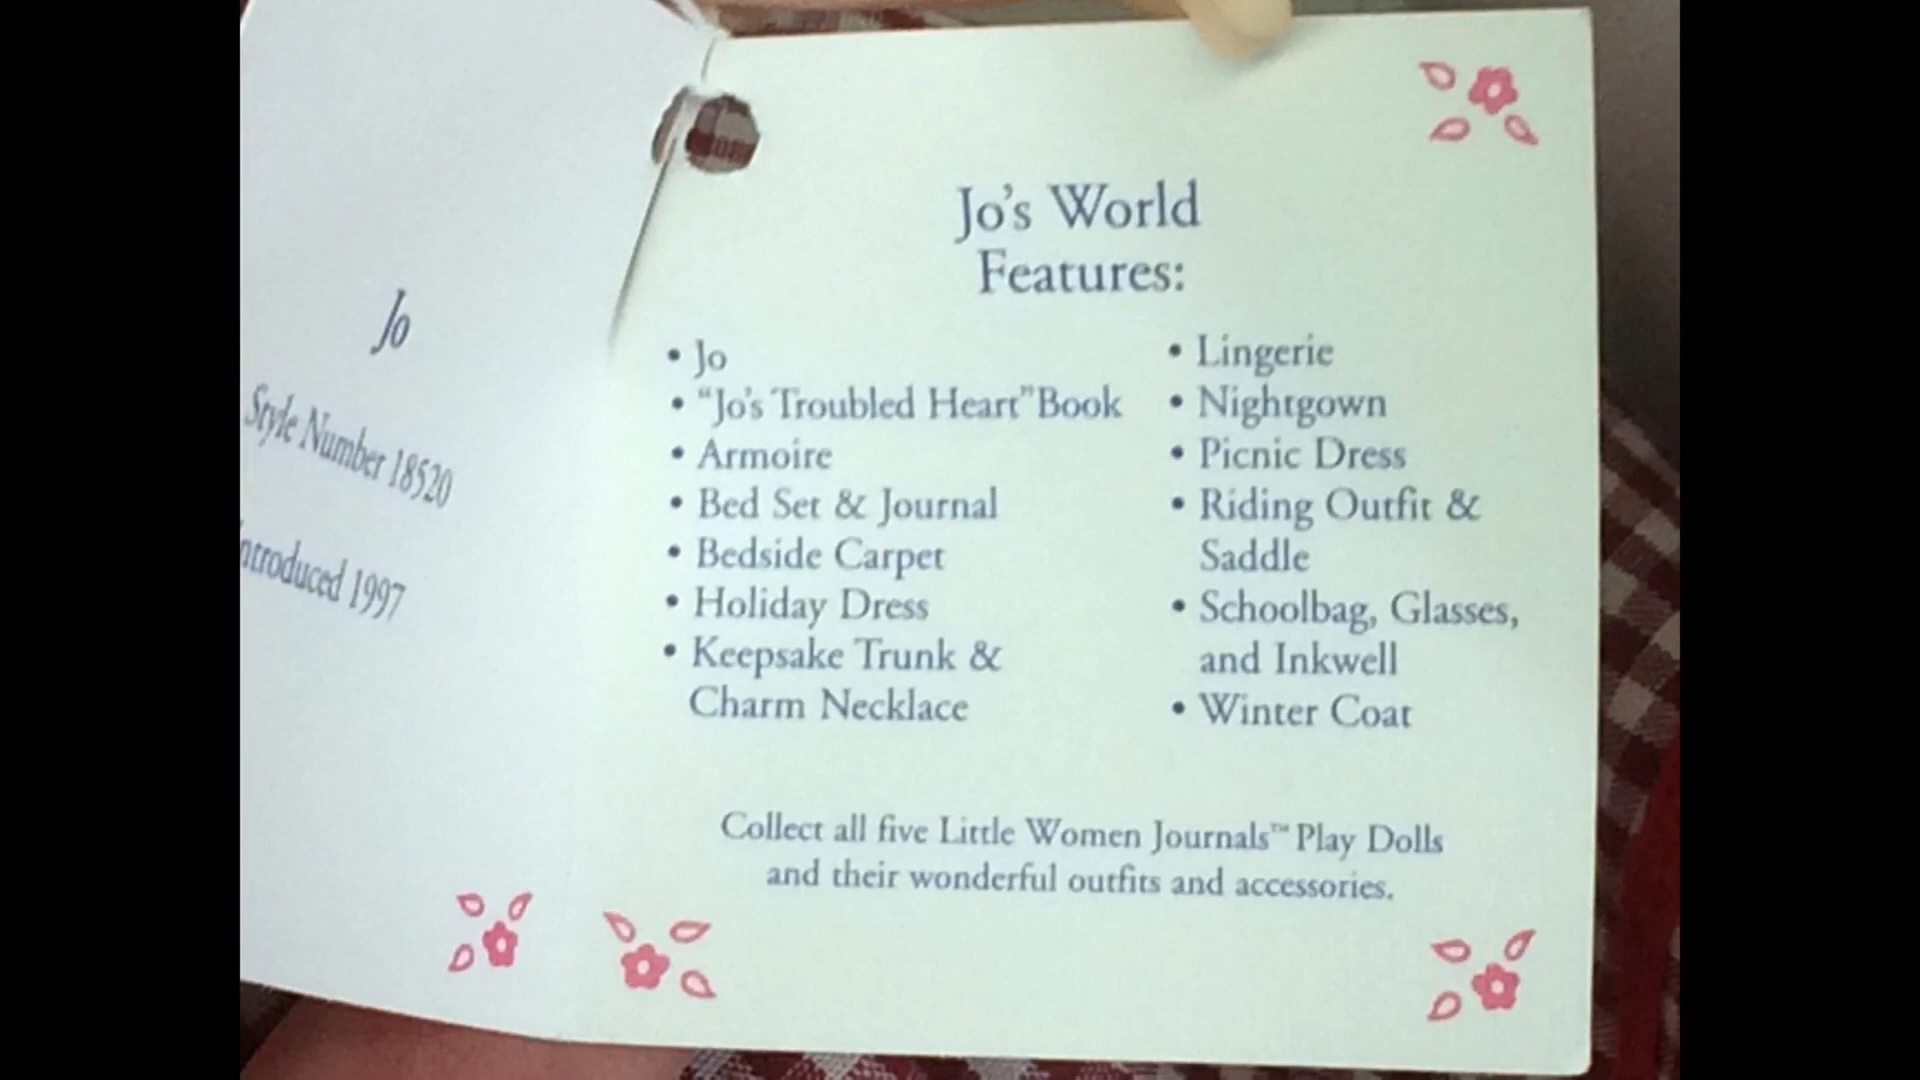 Jo
Style Number 18520
ntroduced 1997
Jo's World
Features:
• Jo
• “Jo's Troubled Heart” Book
• Armoire
• Bed Set & Journal
• Bedside Carpet
• Holiday Dress
• Keepsake Trunk &
Charm Necklace
• Lingerie
• Nightgown
• Picnic Dress
• Riding Outfit &
Saddle
• Schoolbag, Glasses,
and Inkwell
• Winter Coat
Collect all five Little Women Journals™ Play Dolls
and their wonderful outfits and accessories.